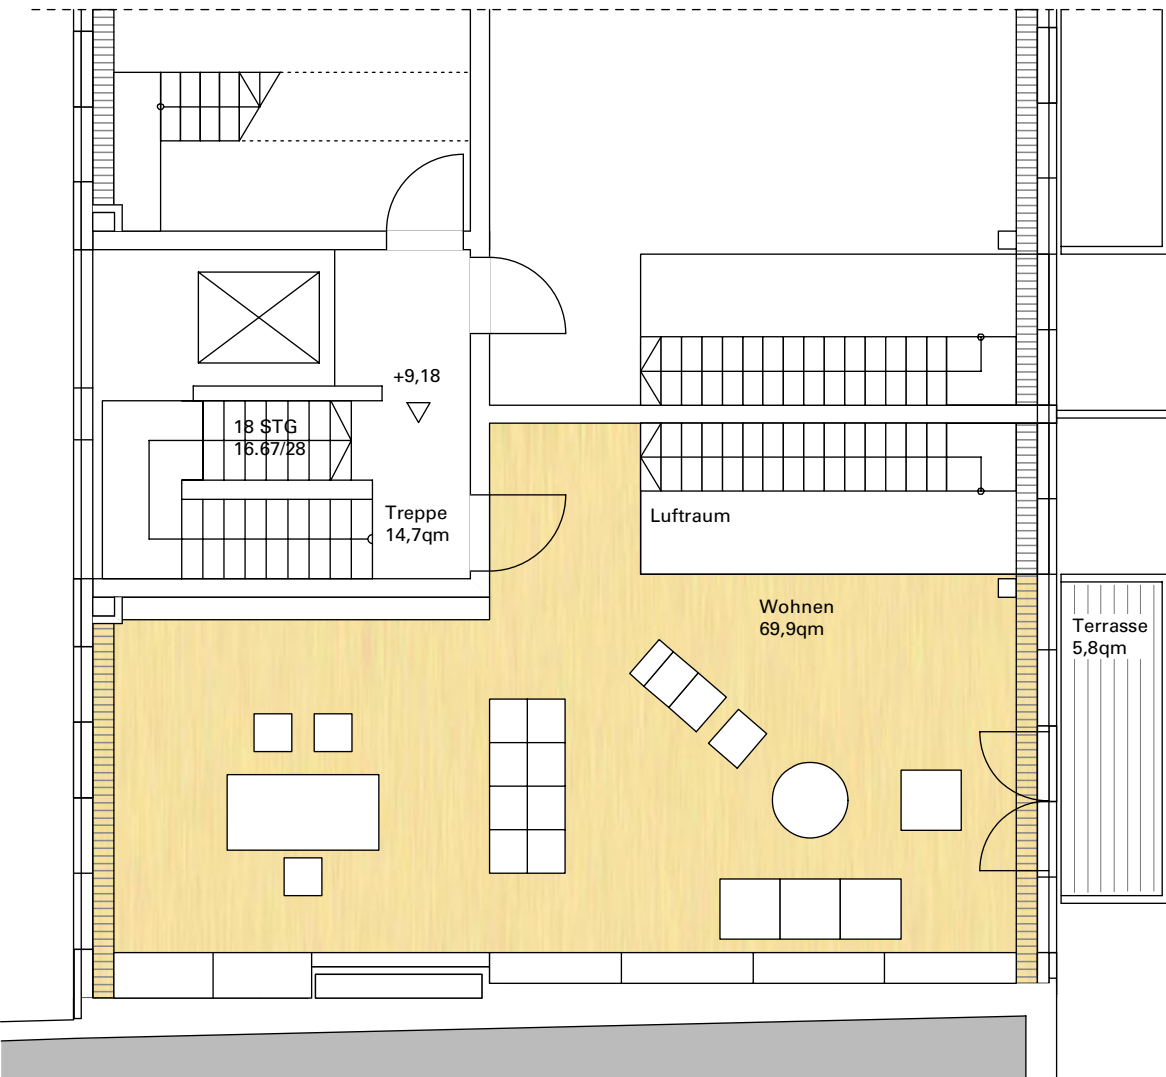 +9,18
18 STG
16.67/28
Treppe
14,7qm
Luftraum
Wohnen
69,9qm
Terrasse
5,8qm